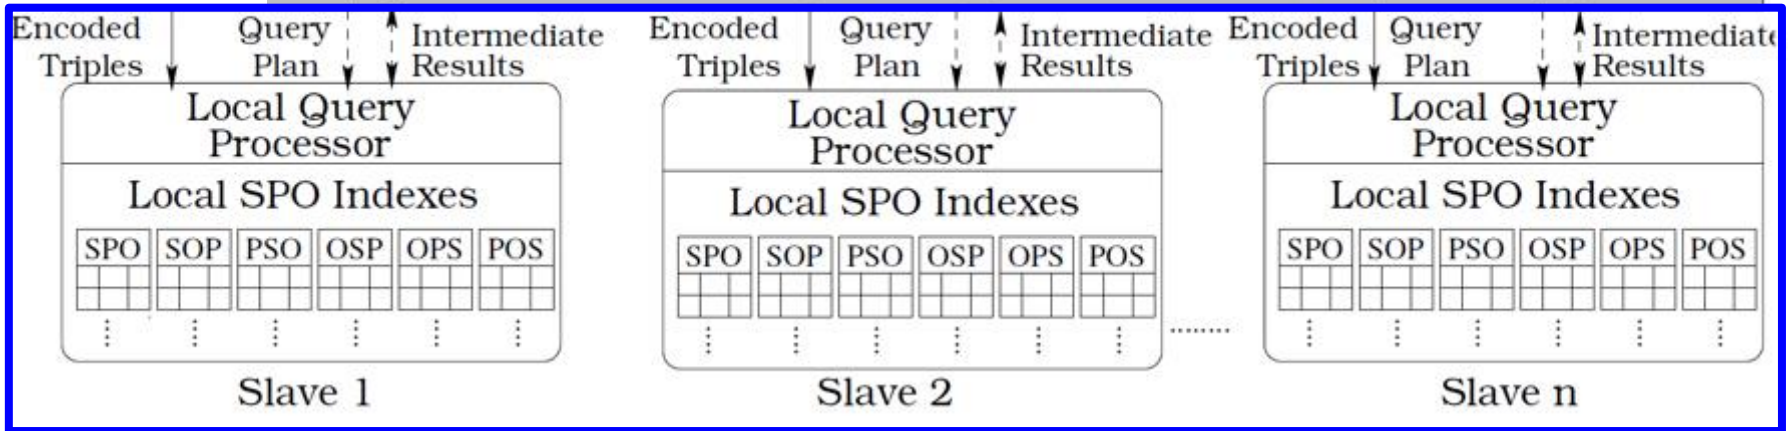 Encoded Triples
Query Plan
Intermediate Results
Encoded Triples
Query Plan
Intermediate Results
Encoded Triples
Query Plan
Intermediate Results
Local Query
Processor
Local SPO Indexes
SPO SOP PSO OSP OPS POS
Slave 1
Local Query
Processor
Local SPO Indexes
SPO SOP PSO OSP OPS POS
Slave 2
Local Query
Processor
Local SPO Indexes
SPO SOP PSO OSP OPS POS
Slave n